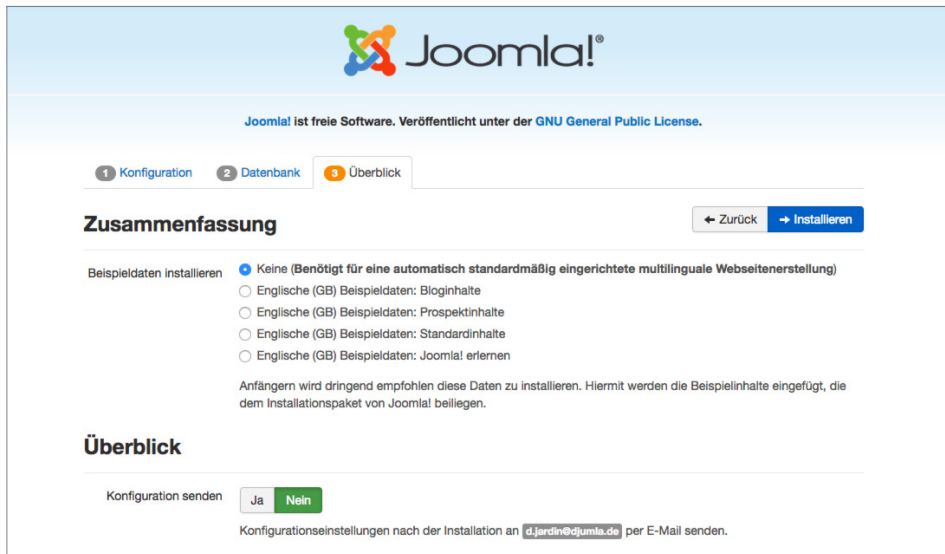 Joomla!®
Joomla! ist freie Software. Veröffentlicht unter der GNU General Public License.
1 Konfiguration 2 Datenbank 3 Überblick
Zusammenfassung
← Zurück → Installieren
Beispieldaten installieren
Keine (Benötigt für eine automatisch standardmäßig eingerichtete multilinguale Webseitenerstellung)
Englische (GB) Beispieldaten: Bloginhalte
Englische (GB) Beispieldaten: Prospektinhalte
Englische (GB) Beispieldaten: Standardinhalte
Englische (GB) Beispieldaten: Joomla! erlernen
Anfängern wird dringend empfohlen diese Daten zu installieren. Hiermit werden die Beispielinhalte eingefügt, die
dem Installationspaket von Joomla! beiliegen.
Überblick
Konfiguration senden
Ja Nein
Konfigurationseinstellungen nach der Installation an d.jardin@djumla.de per E-Mail senden.